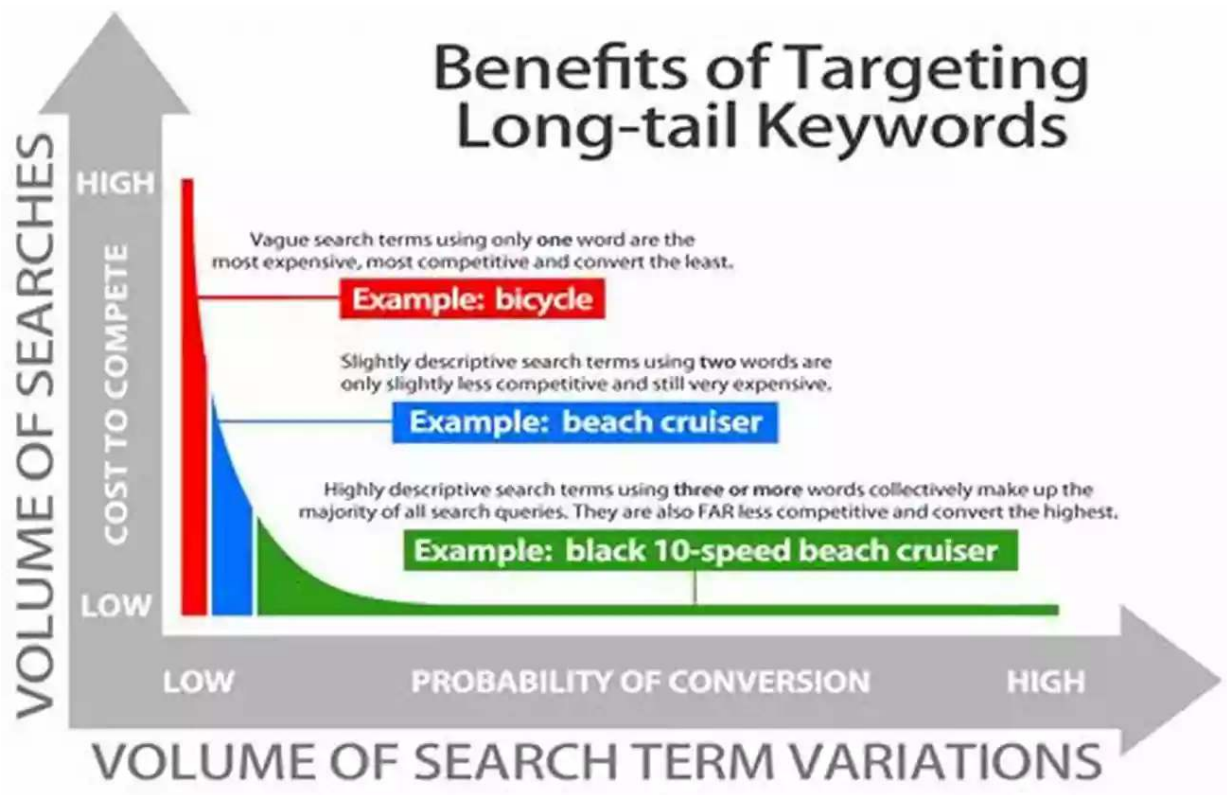 Benefits of Targeting
Long-tail Keywords
VOLUME OF SEARCHES
HIGH
COST TO COMPETE
LOW
Vague search terms using only one word are the
most expensive, most competitive and convert the least.
Example: bicycle
Slightly descriptive search terms using two words are
only slightly less competitive and still very expensive.
Example: beach cruiser
Highly descriptive search terms using three or more words collectively make up the
majority of all search queries. They are also FAR less competitive and convert the highest.
Example: black 10-speed beach cruiser
LOW
PROBABILITY OF CONVERSION
HIGH
VOLUME OF SEARCH TERM VARIATIONS